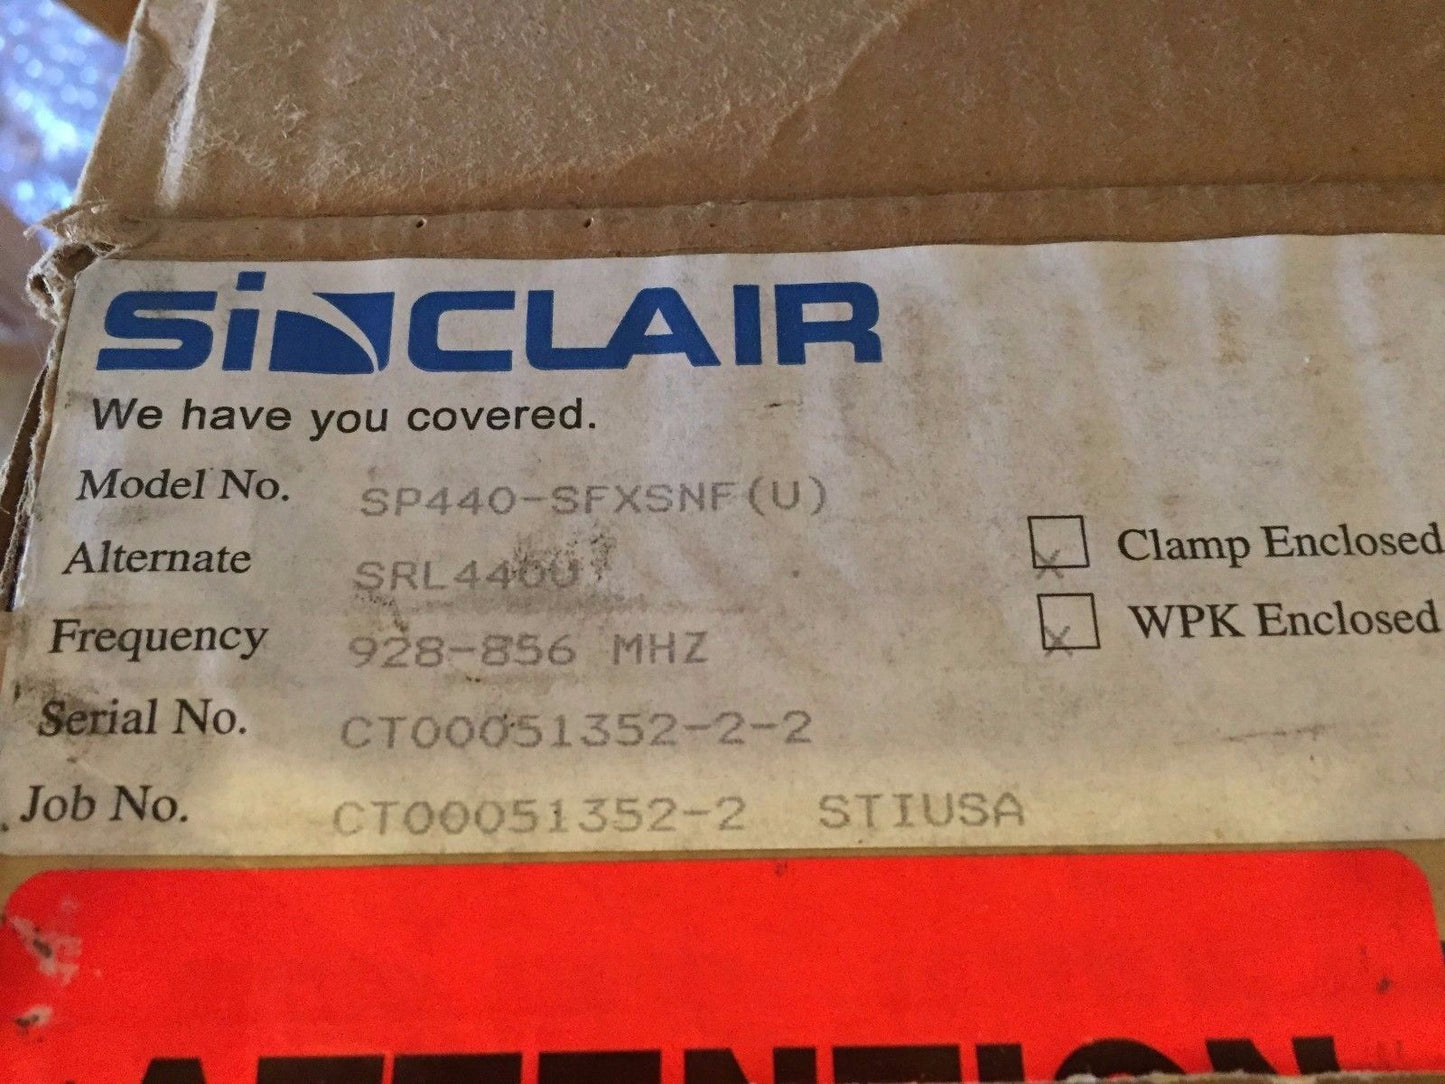 SiNCLAIR
We have you covered.
Model No. SP440-SFXSNF(U)
Alternate SRL440U
Frequency 928-856 MHZ
Serial No. CT00051352-2-2
Job No. CT00051352-2 STIUSA
x Clamp Enclosed
x WPK Enclosed
ATTENTION